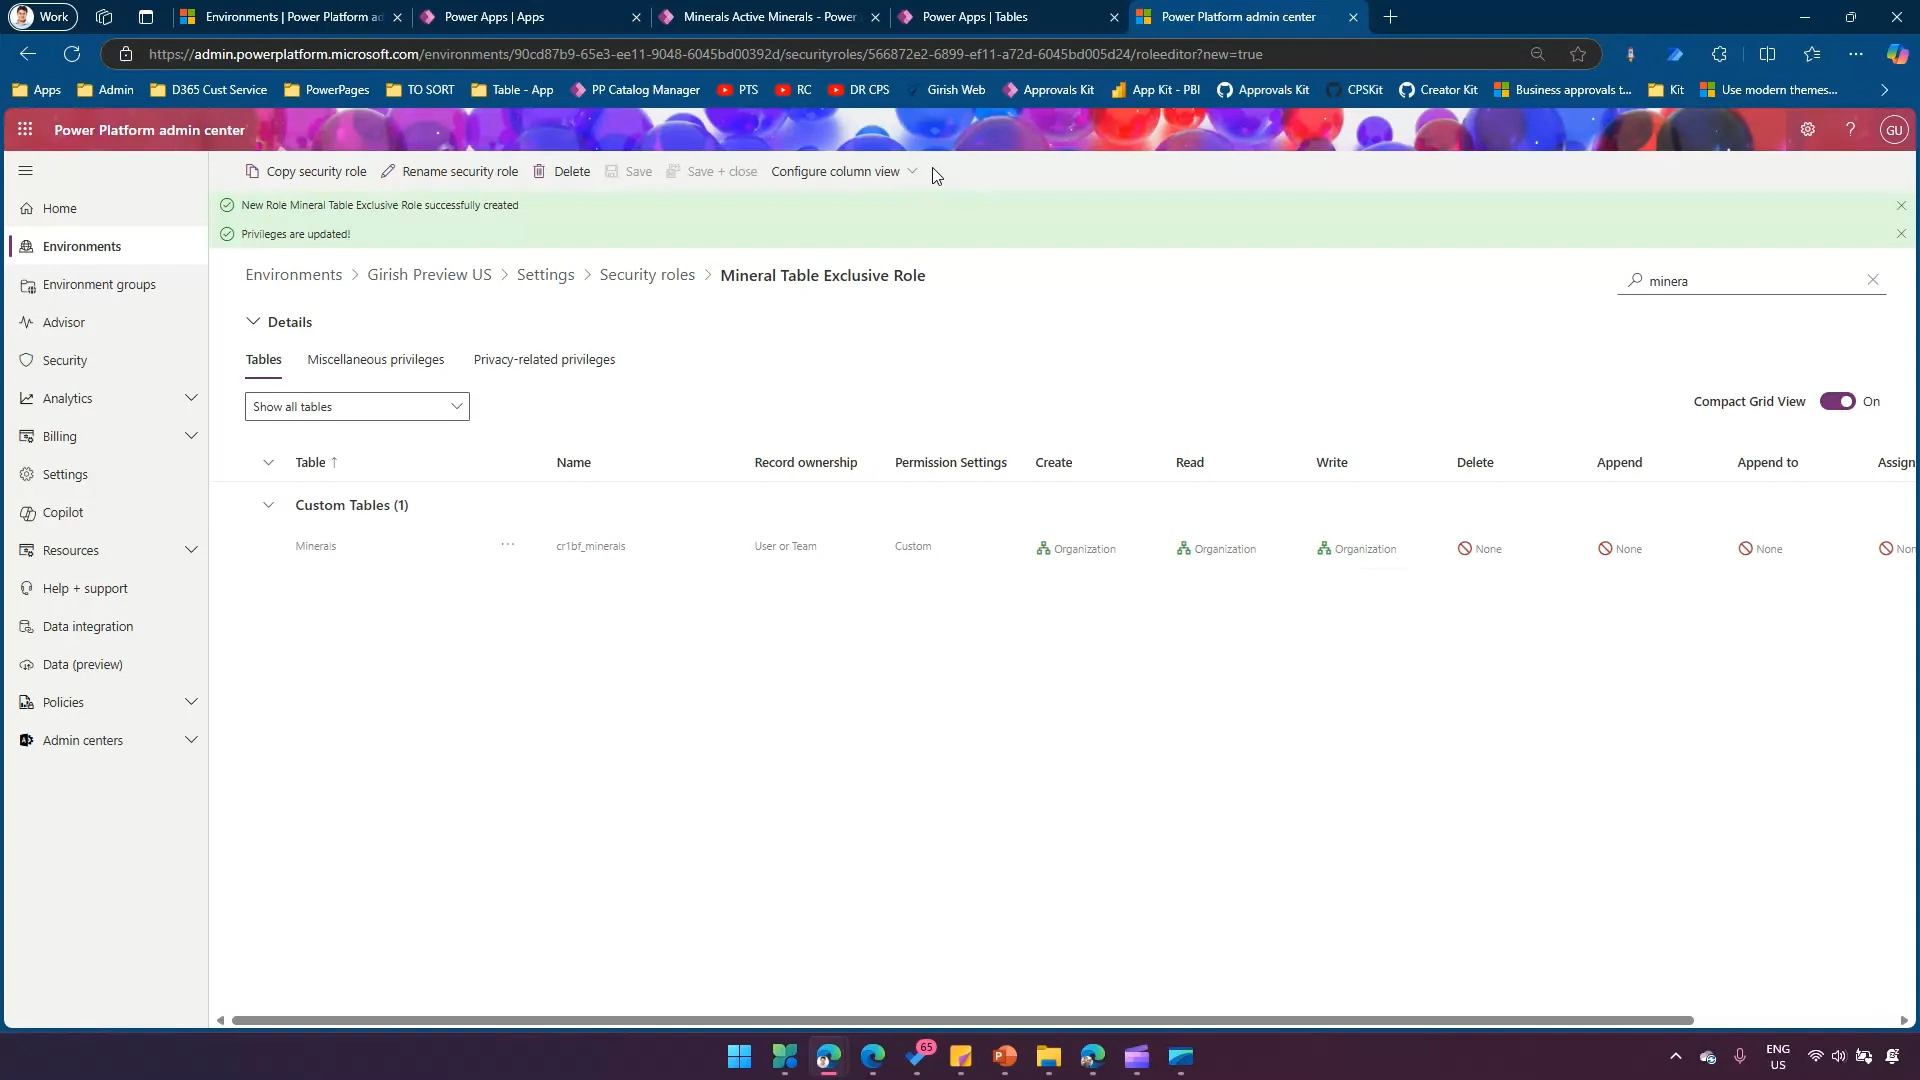 Work
Environments | Power Platform ad
Power Apps | Apps
Minerals Active Minerals - Power
Power Apps | Tables
Power Platform admin center
https://admin.powerplatform.microsoft.com/environments/90cd87b9-65e3-ee11-9048-6045bd00392d/securityroles/566872e2-6899-ef11-a72d-6045bd005d24/roleeditor?new=true
Apps
Admin
D365 Cust Service
PowerPages
TO SORT
Table - App
PP Catalog Manager
PTS
RC
DR CPS
Girish Web
Approvals Kit
App Kit - PBI
Approvals Kit
CPSKit
Creator Kit
Business approvals t...
Kit
Use modern themes...
Power Platform admin center
?
GU
Copy security role
Rename security role
Delete
Save
Save + close
Configure column view
New Role Mineral Table Exclusive Role successfully created
Privileges are updated!
Home
Environments
Environment groups
Advisor
Security
Analytics
Billing
Settings
Copilot
Resources
Help + support
Data integration
Data (preview)
Policies
Admin centers
Environments > Girish Preview US > Settings > Security roles > Mineral Table Exclusive Role
minera
Details
Tables
Miscellaneous privileges
Privacy-related privileges
Show all tables
Compact Grid View
On
Table ↑
Name
Record ownership
Permission Settings
Create
Read
Write
Delete
Append
Append to
Assign
Custom Tables (1)
Minerals
...
cr1bf_minerals
User or Team
Custom
Organization
Organization
Organization
None
None
None
Non
65
ENG
US